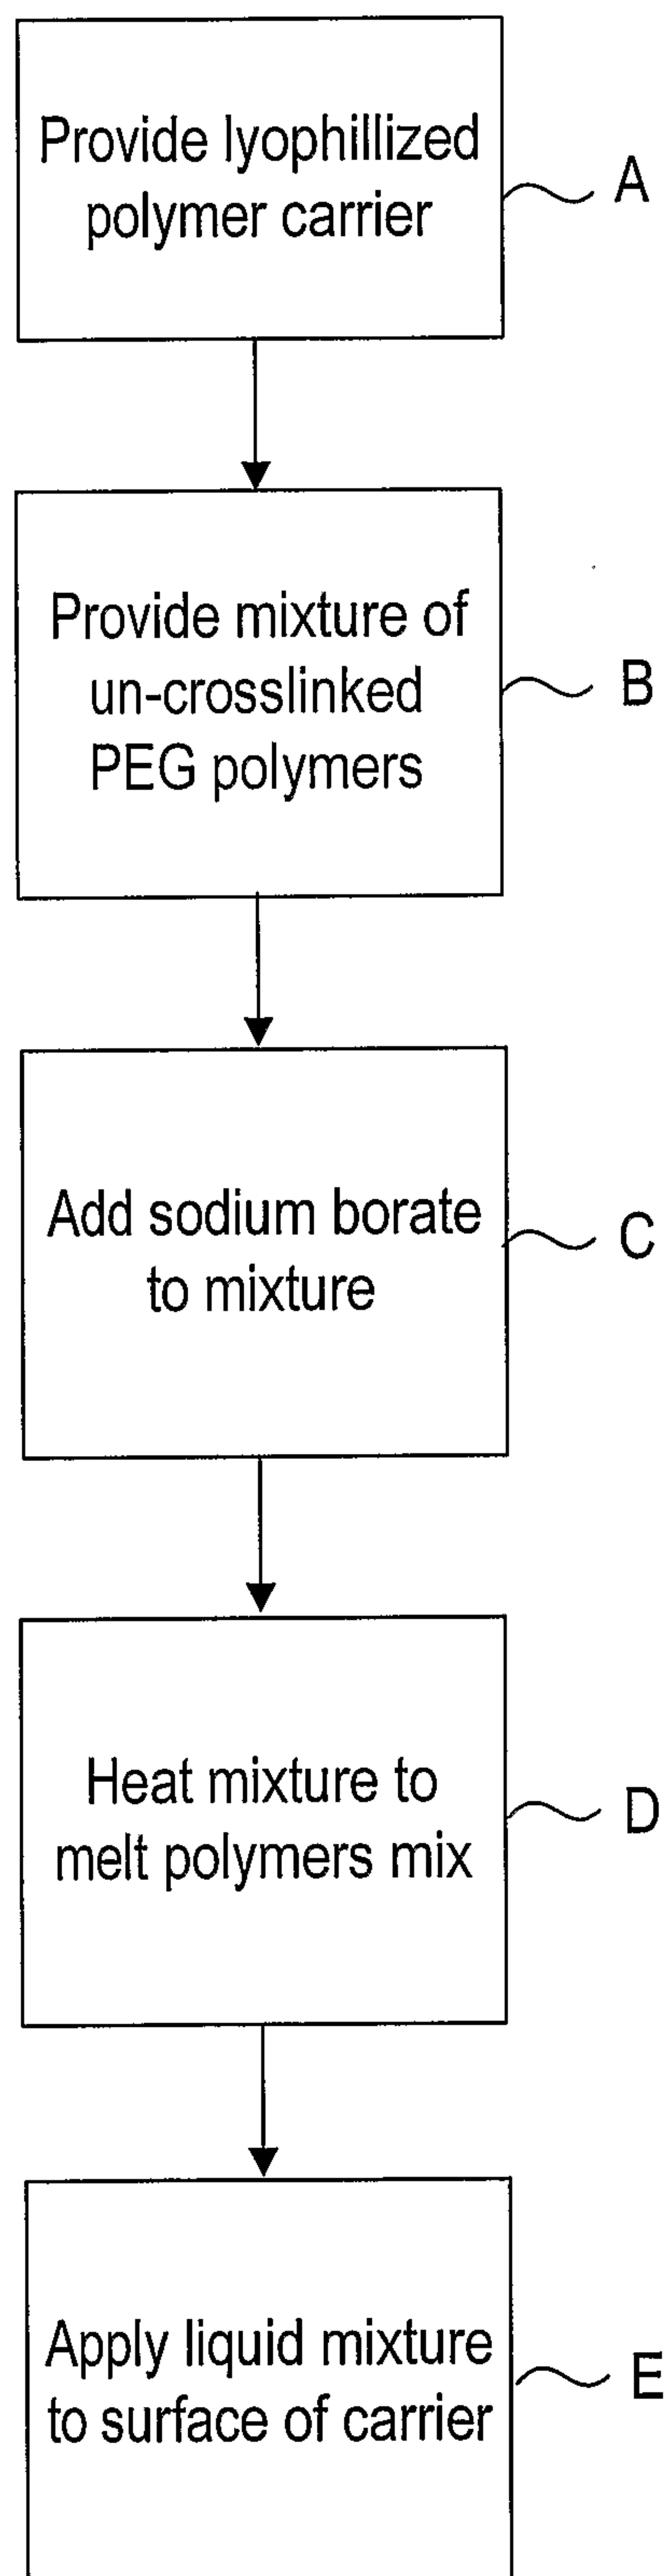 Provide lyophillized
polymer carrier
A
Provide mixture of
un-crosslinked
PEG polymers
B
Add sodium borate
to mixture
C
Heat mixture to
melt polymers mix
D
Apply liquid mixture
to surface of carrier
E